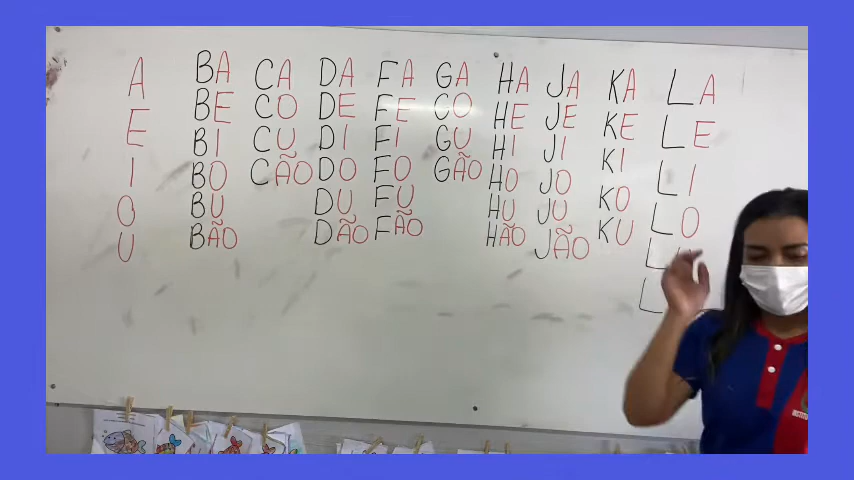 A BA CA DA FA GA HA JA KA LA
E BE CO DE FE CO HE JE KE LE
I BI CU DI FI GU HI JI KI LI
O BO CÃO DO FO GÃO HO JO KO LO
U BU DU FU HU JU KU L
BÃO DÃO FÃO HÃO JÃO L